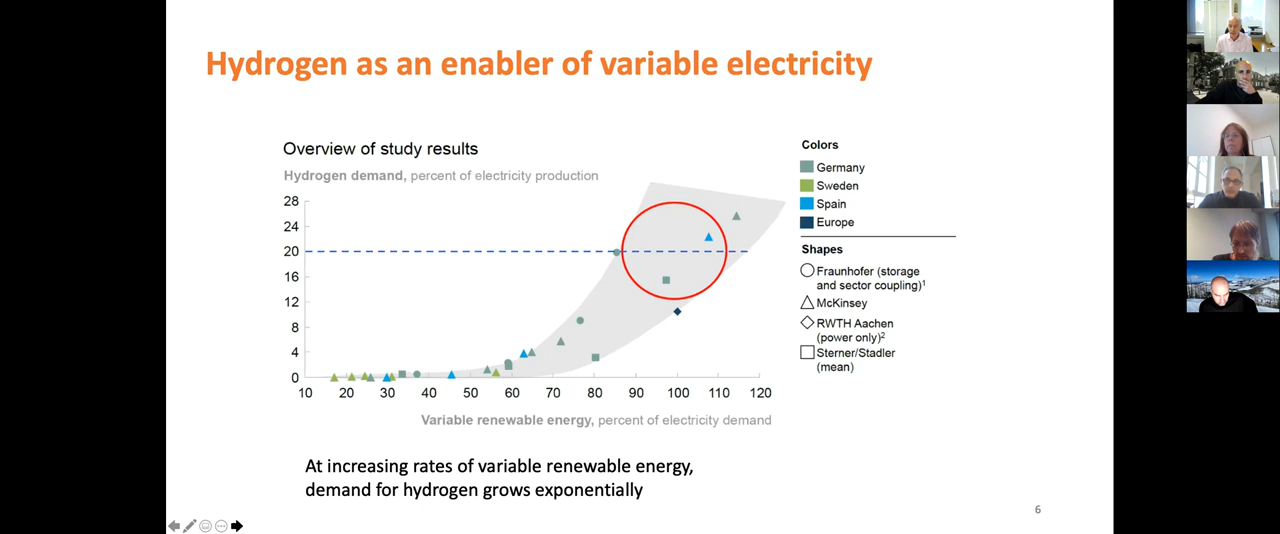 Hydrogen as an enabler of variable electricity
Overview of study results
Hydrogen demand, percent of electricity production
28
24
20
16
12
8
4
0
10 20 30 40 50 60 70 80 90 100 110 120
Variable renewable energy, percent of electricity demand
Colors
Germany
Sweden
Spain
Europe
Shapes
Fraunhofer (storage
and sector coupling)¹
McKinsey
RWTH Aachen
(power only)²
Sterner/Stadler
(mean)
At increasing rates of variable renewable energy,
demand for hydrogen grows exponentially
6